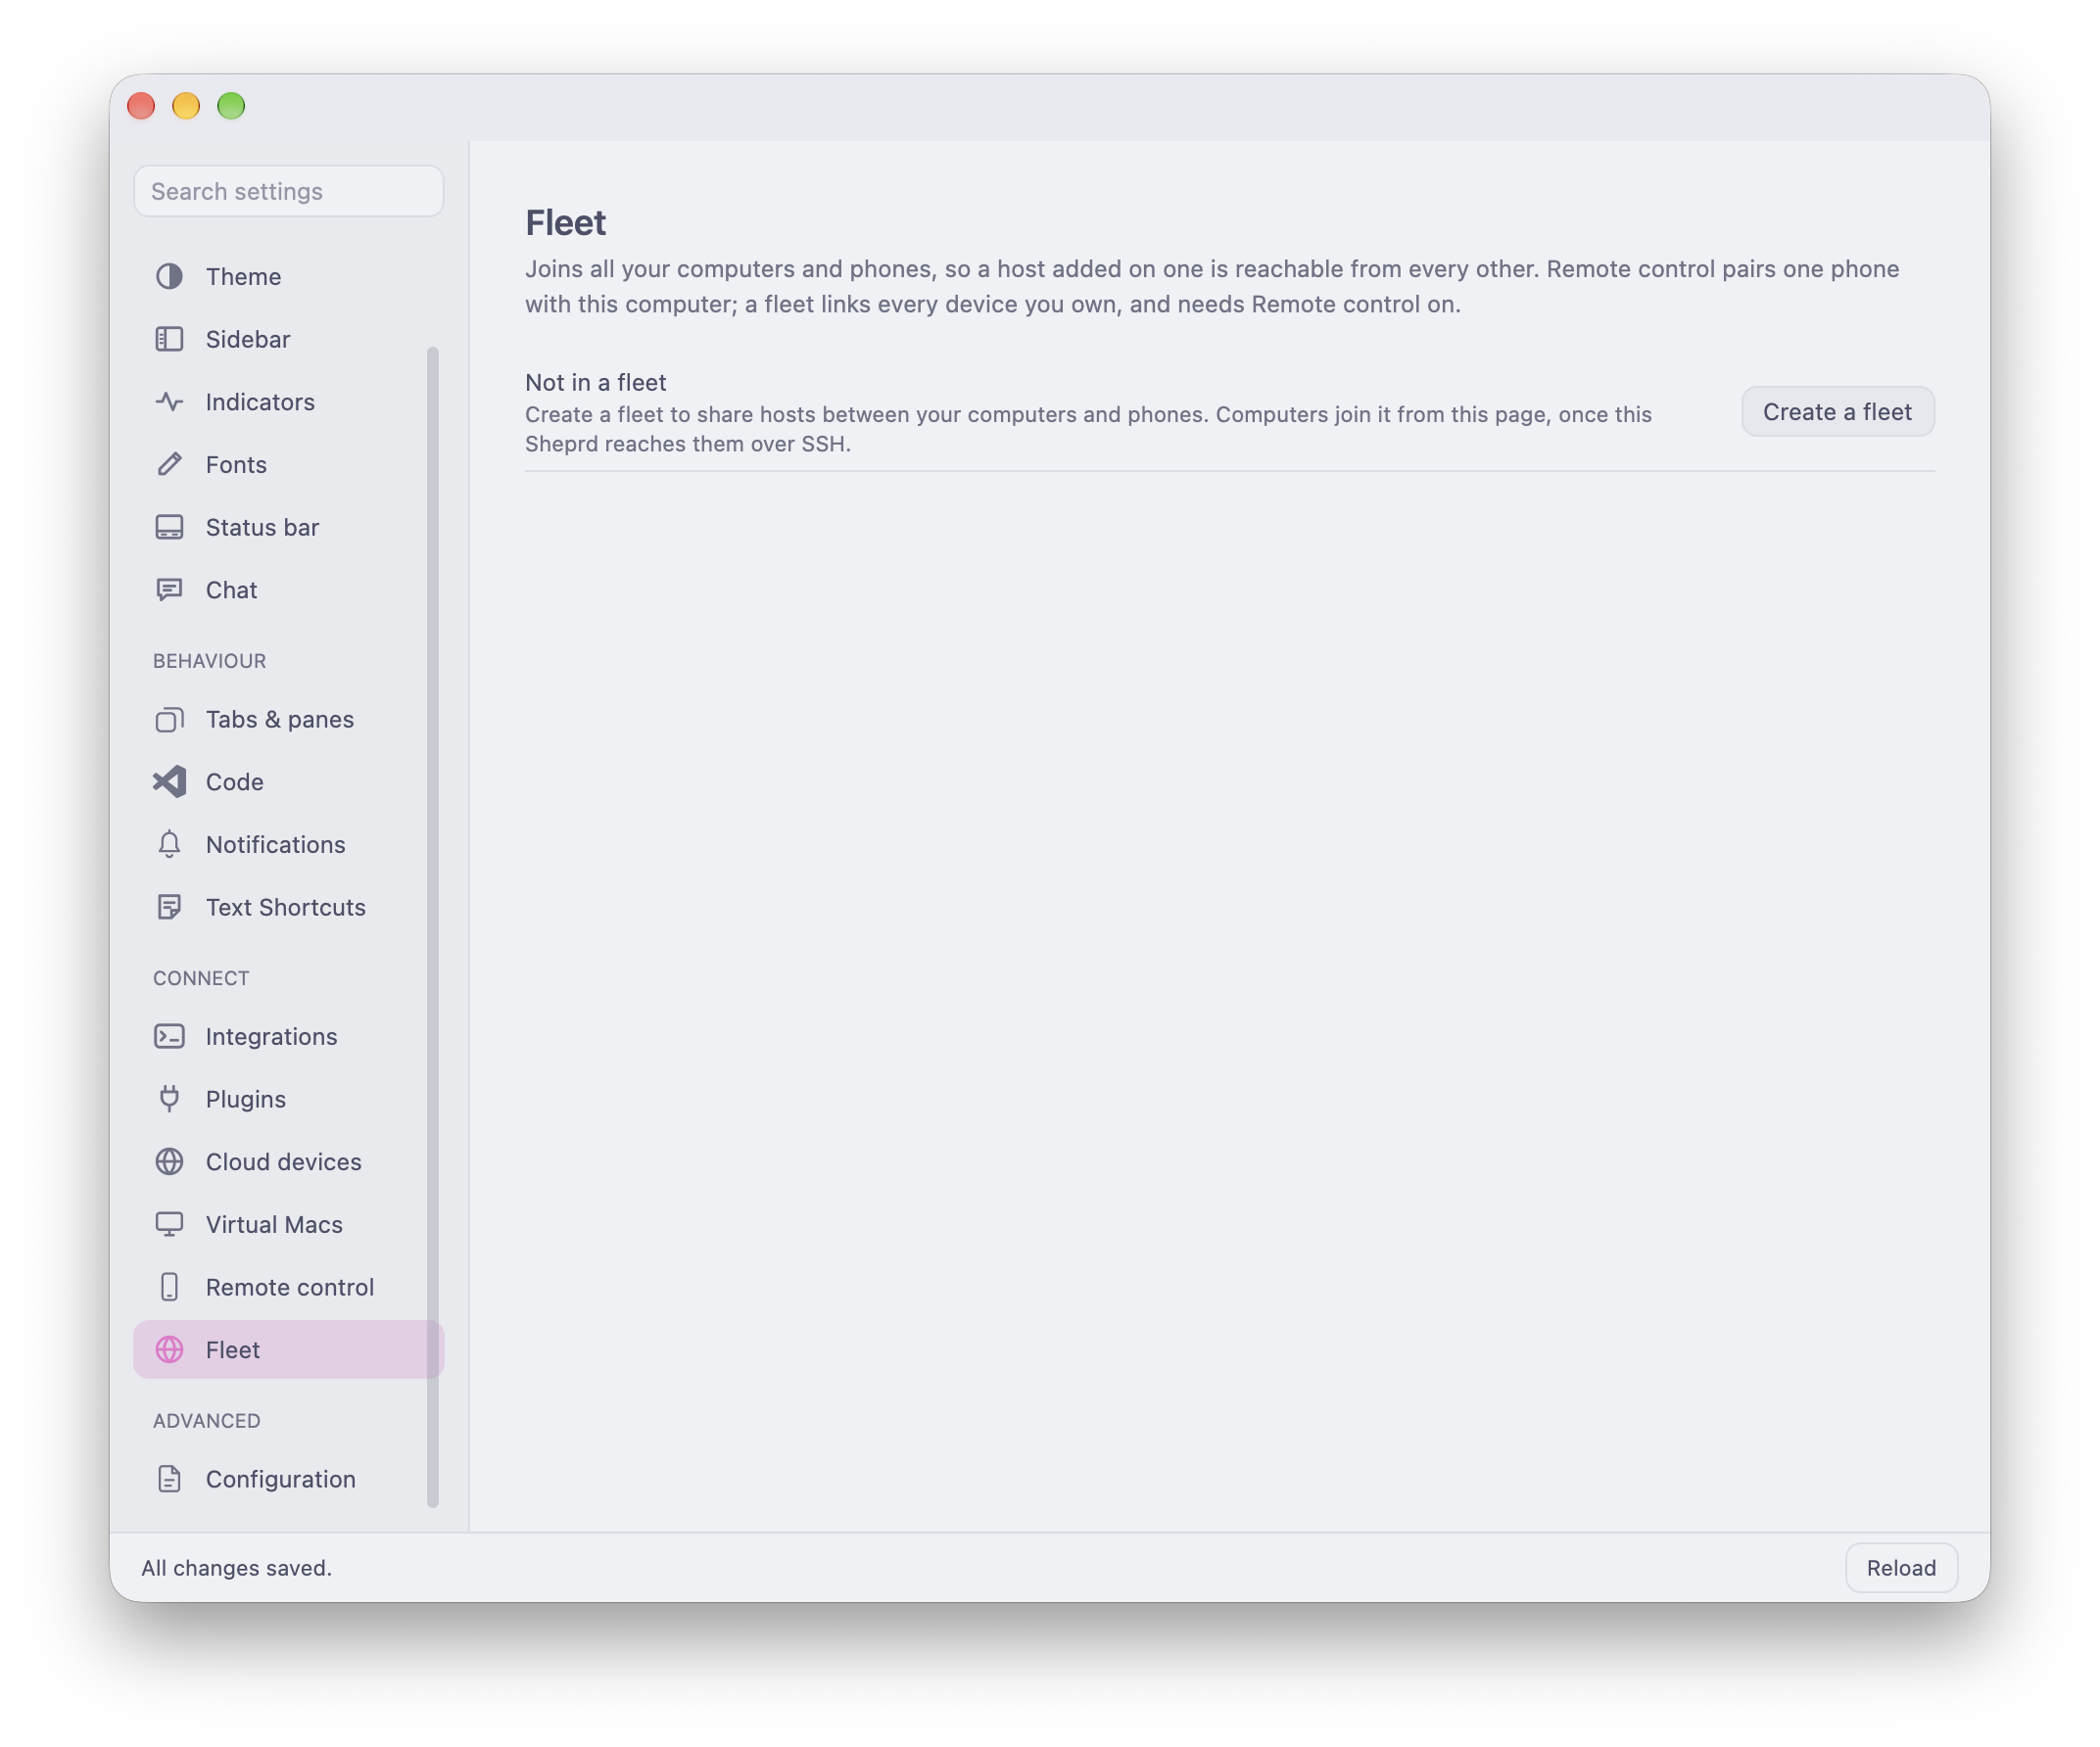 Search settings
Theme
Sidebar
Indicators
Fonts
Status bar
Chat
BEHAVIOUR
Tabs & panes
Code
Notifications
Text Shortcuts
CONNECT
Integrations
Plugins
Cloud devices
Virtual Macs
Remote control
Fleet
ADVANCED
Configuration
Fleet
Joins all your computers and phones, so a host added on one is reachable from every other. Remote control pairs one phone
with this computer; a fleet links every device you own, and needs Remote control on.
Not in a fleet
Create a fleet to share hosts between your computers and phones. Computers join it from this page, once this
Sheprd reaches them over SSH.
Create a fleet
All changes saved.
Reload